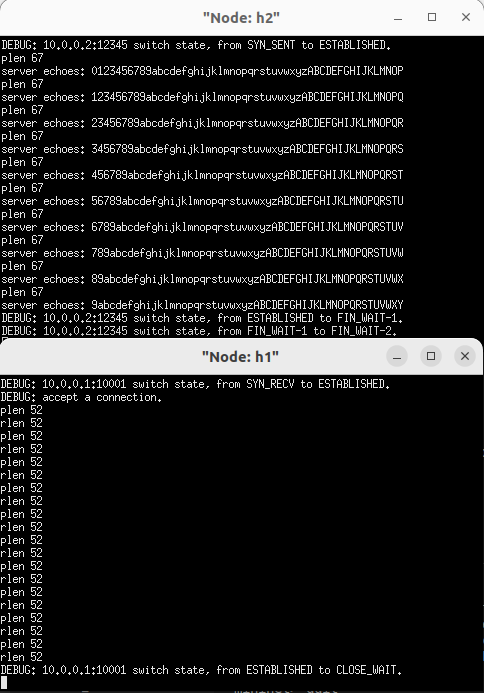 "Node: h2"
DEBUG: 10.0.0.2:12345 switch state, from SYN_SENT to ESTABLISHED.
plen 67
server echoes: 0123456789abcdefghijklmnopqrstuvwxyzABCDEFGHIJKLMNOP
plen 67
server echoes: 123456789abcdefghijklmnopqrstuvwxyzABCDEFGHIJKLMNOPQ
plen 67
server echoes: 23456789abcdefghijklmnopqrstuvwxyzABCDEFGHIJKLMNOPQR
plen 67
server echoes: 3456789abcdefghijklmnopqrstuvwxyzABCDEFGHIJKLMNOPQRS
plen 67
server echoes: 456789abcdefghijklmnopqrstuvwxyzABCDEFGHIJKLMNOPQRST
plen 67
server echoes: 56789abcdefghijklmnopqrstuvwxyzABCDEFGHIJKLMNOPQRSTU
plen 67
server echoes: 6789abcdefghijklmnopqrstuvwxyzABCDEFGHIJKLMNOPQRSTUV
plen 67
server echoes: 789abcdefghijklmnopqrstuvwxyzABCDEFGHIJKLMNOPQRSTUVW
plen 67
server echoes: 89abcdefghijklmnopqrstuvwxyzABCDEFGHIJKLMNOPQRSTUVWX
plen 67
server echoes: 9abcdefghijklmnopqrstuvwxyzABCDEFGHIJKLMNOPQRSTUVWXY
DEBUG: 10.0.0.2:12345 switch state, from ESTABLISHED to FIN_WAIT-1.
DEBUG: 10.0.0.2:12345 switch state, from FIN_WAIT-1 to FIN_WAIT-2.
"Node: h1"
DEBUG: 10.0.0.1:10001 switch state, from SYN_RECV to ESTABLISHED.
DEBUG: accept a connection.
plen 52
rlen 52
plen 52
rlen 52
plen 52
rlen 52
plen 52
rlen 52
plen 52
rlen 52
plen 52
rlen 52
plen 52
rlen 52
plen 52
rlen 52
plen 52
rlen 52
plen 52
rlen 52
DEBUG: 10.0.0.1:10001 switch state, from ESTABLISHED to CLOSE_WAIT.